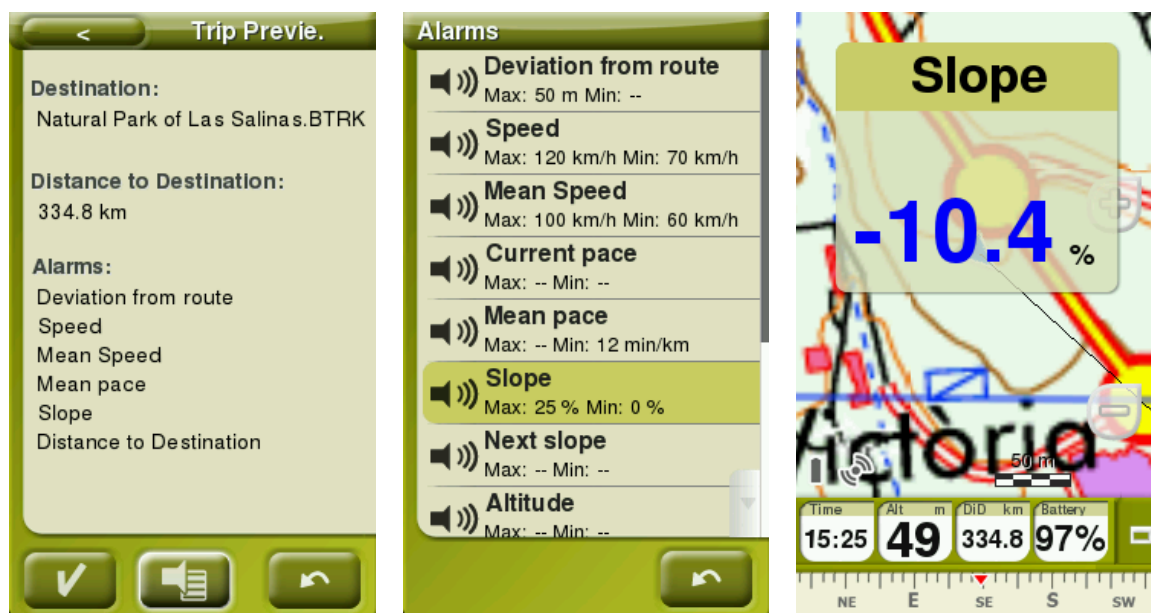 <
Trip Previe.
Destination:
Natural Park of Las Salinas.BTRK
Distance to Destination:
334.8 km
Alarms:
Deviation from route
Speed
Mean Speed
Mean pace
Slope
Distance to Destination
Alarms
Deviation from route
Max: 50 m Min: --
Speed
Max: 120 km/h Min: 70 km/h
Mean Speed
Max: 100 km/h Min: 60 km/h
Current pace
Max: -- Min: --
Mean pace
Max: -- Min: 12 min/km
Slope
Max: 25 % Min: 0 %
Next slope
Max: -- Min: --
Altitude
Max: -- Min: --
Slope
-10.4 %
Victòria
50 m
Time
15:25
Alt m
49
DiD km
334.8
Battery
97%
NE E SE S SW